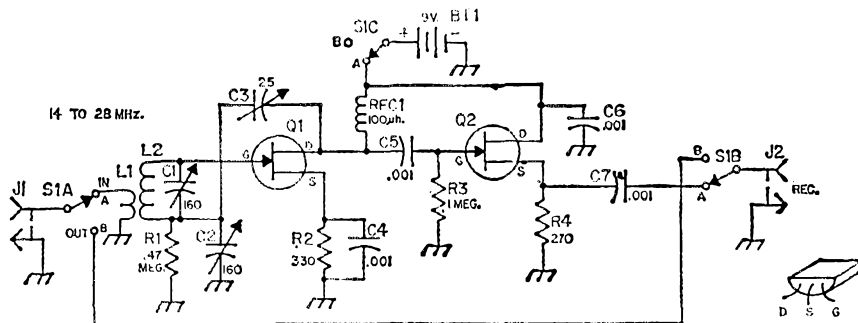 14 TO 28 MHz.
J1
S1A
IN
A
OUT
B
L1
L2
C1
160
R1
.47
MEG.
C2
160
C3
25
Q1
G
D
S
R2
330
C4
.001
B
S1C
A
+
9V.
BT1
-
RFC1
100µh.
C5
.001
R3
1 MEG.
Q2
G
D
S
C6
.001
C7
.001
R4
270
B
S1B
A
J2
REC.
D S G